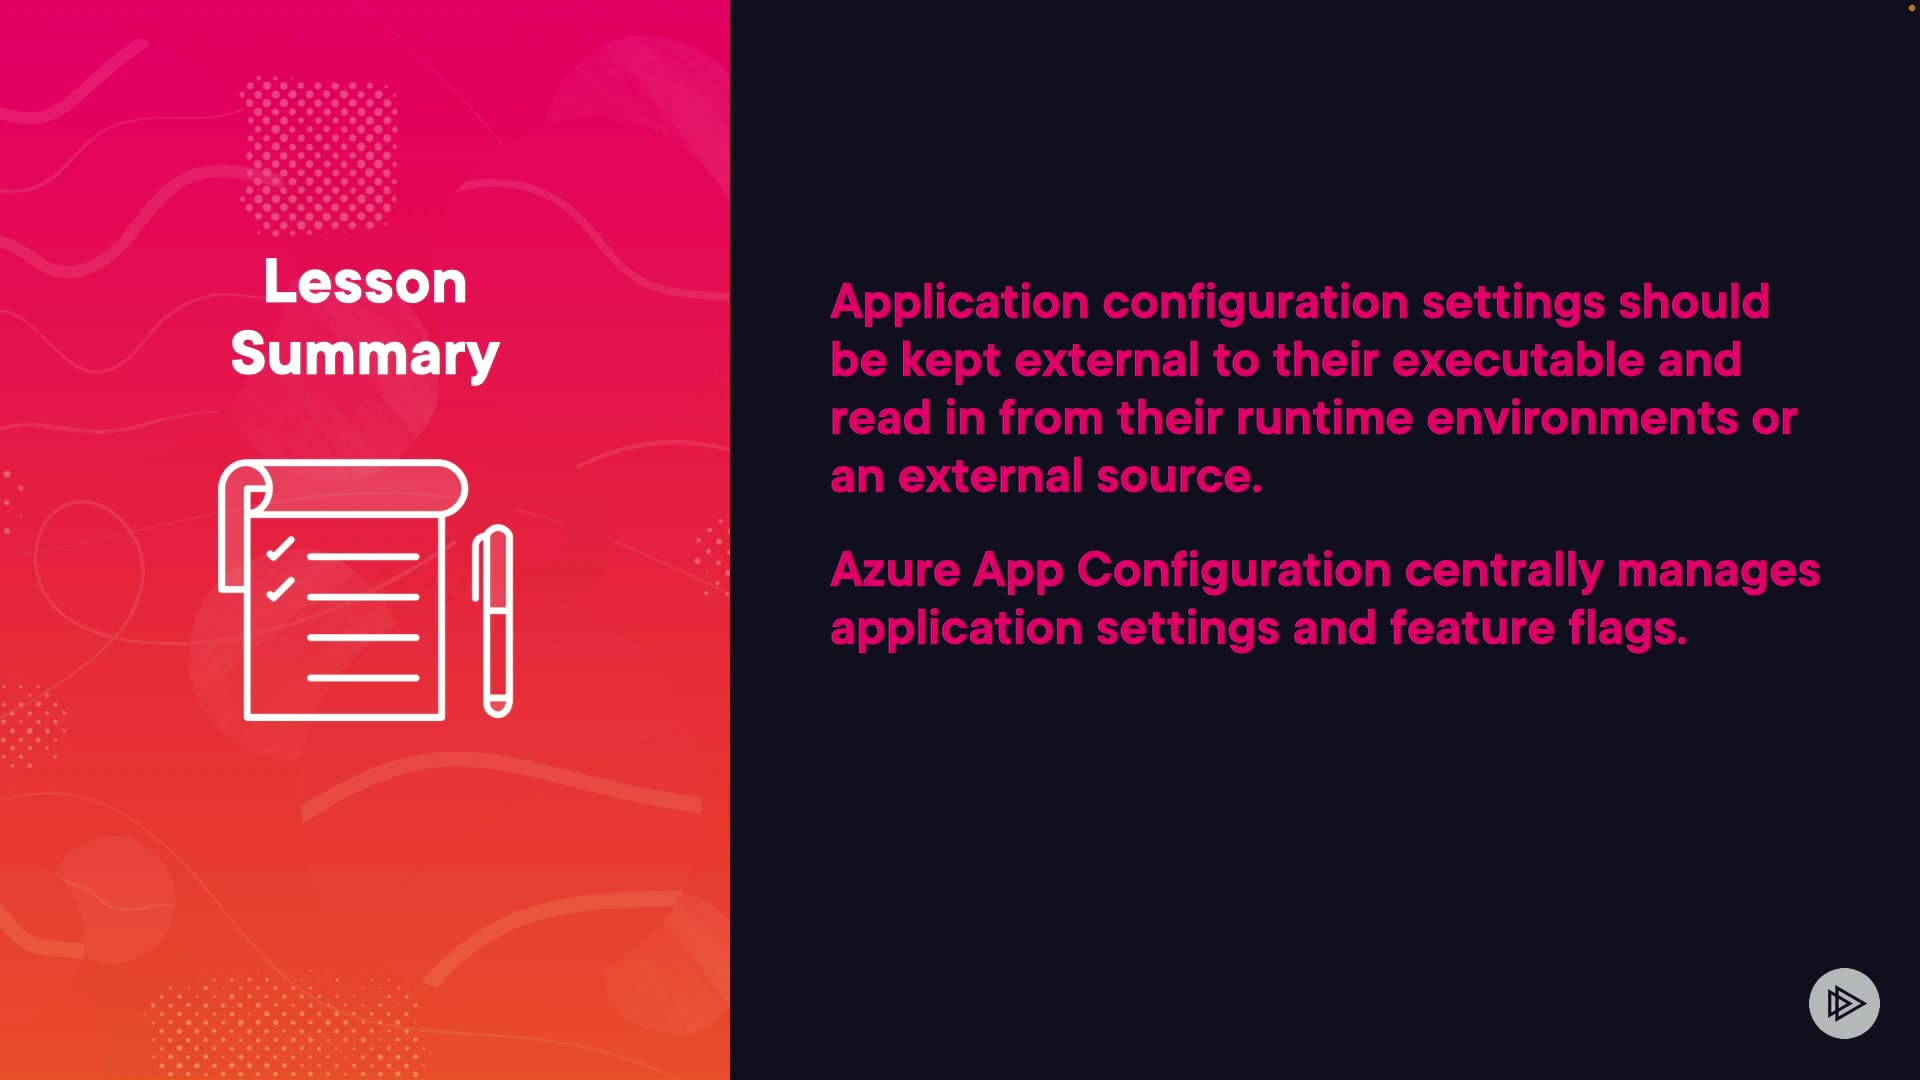 Lesson
Summary
Application configuration settings should
be kept external to their executable and
read in from their runtime environments or
an external source.
Azure App Configuration centrally manages
application settings and feature flags.